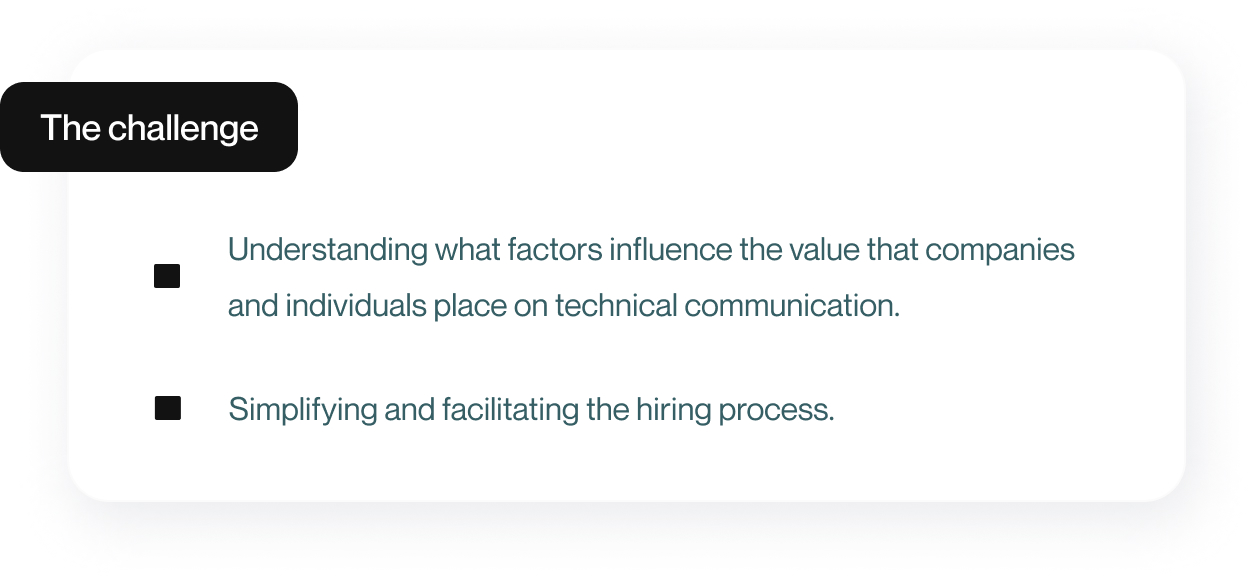 The challenge
Understanding what factors influence the value that companies
and individuals place on technical communication.
Simplifying and facilitating the hiring process.